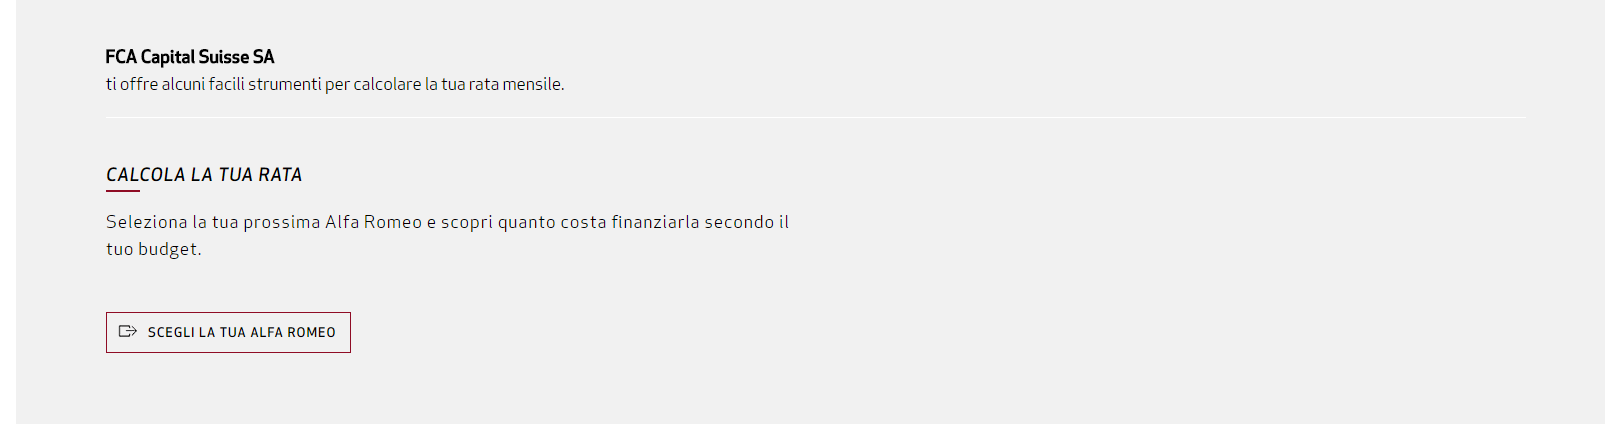 FCA Capital Suisse SA
ti offre alcuni facili strumenti per calcolare la tua rata mensile.
CALCOLA LA TUA RATA
Seleziona la tua prossima Alfa Romeo e scopri quanto costa finanziarla secondo il
tuo budget.
SCEGLI LA TUA ALFA ROMEO